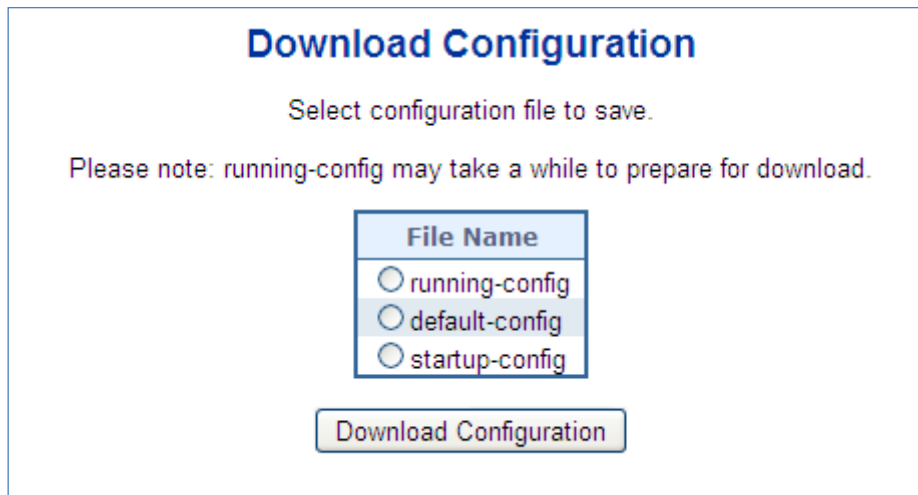 Download Configuration
Select configuration file to save.
Please note: running-config may take a while to prepare for download.
File Name
running-config
default-config
startup-config
Download Configuration